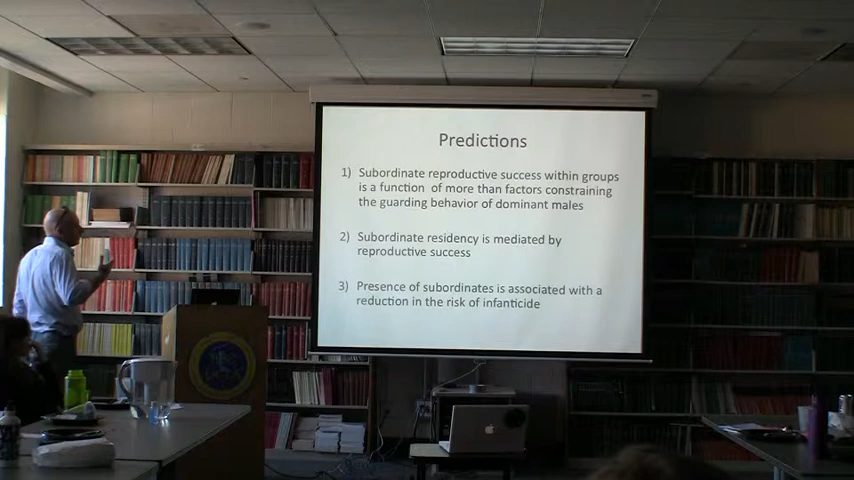 Predictions
1) Subordinate reproductive success within groups
is a function of more than factors constraining
the guarding behavior of dominant males
2) Subordinate residency is mediated by
reproductive success
3) Presence of subordinates is associated with a
reduction in the risk of infanticide